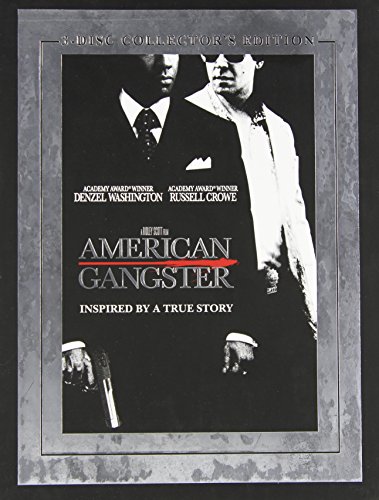 3-DISC COLLECTOR'S EDITION
ACADEMY AWARD® WINNER ACADEMY AWARD® WINNER
DENZEL WASHINGTON RUSSELL CROWE
A RIDLEY SCOTT FILM
AMERICAN
GANGSTER
INSPIRED BY A TRUE STORY